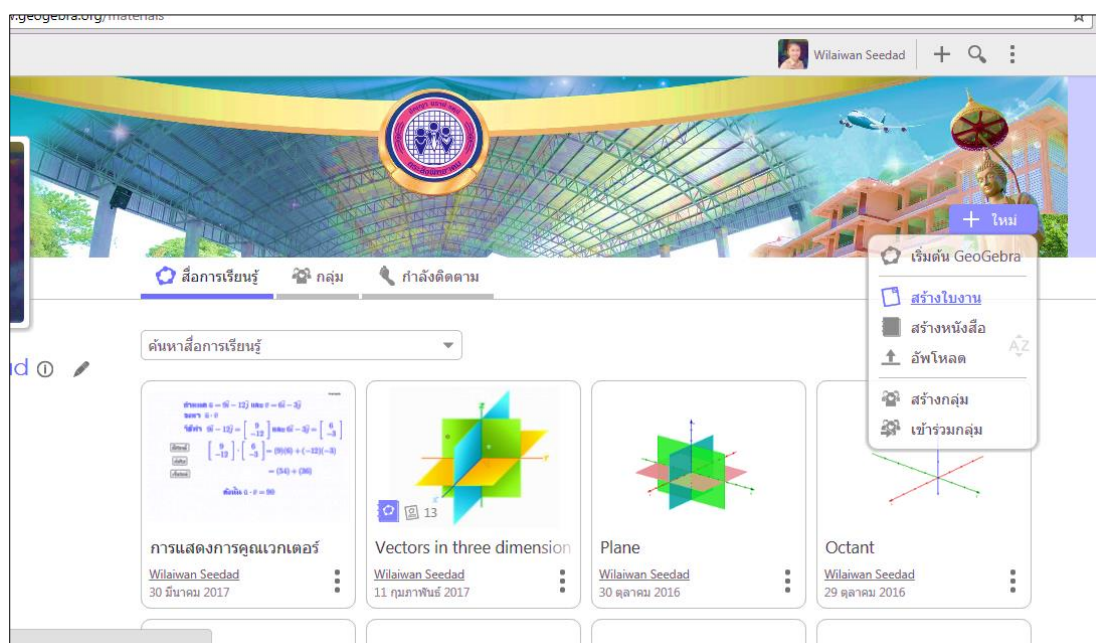 w.geogebra.org/materials
Wilaiwan Seedad
ใหม่
เริ่มต้น GeoGebra
สร้างใบงาน
สร้างหนังสือ
อัพโหลด
สร้างกลุ่ม
เข้าร่วมกลุ่ม
สื่อการเรียนรู้ กลุ่ม กำลังติดตาม
ค้นหาสื่อการเรียนรู้
AZ
13
การแสดงการคูณเวกเตอร์
Wilaiwan Seedad
30 มีนาคม 2017
Vectors in three dimension
Wilaiwan Seedad
11 กุมภาพันธ์ 2017
Plane
Wilaiwan Seedad
30 ตุลาคม 2016
Octant
Wilaiwan Seedad
29 ตุลาคม 2016